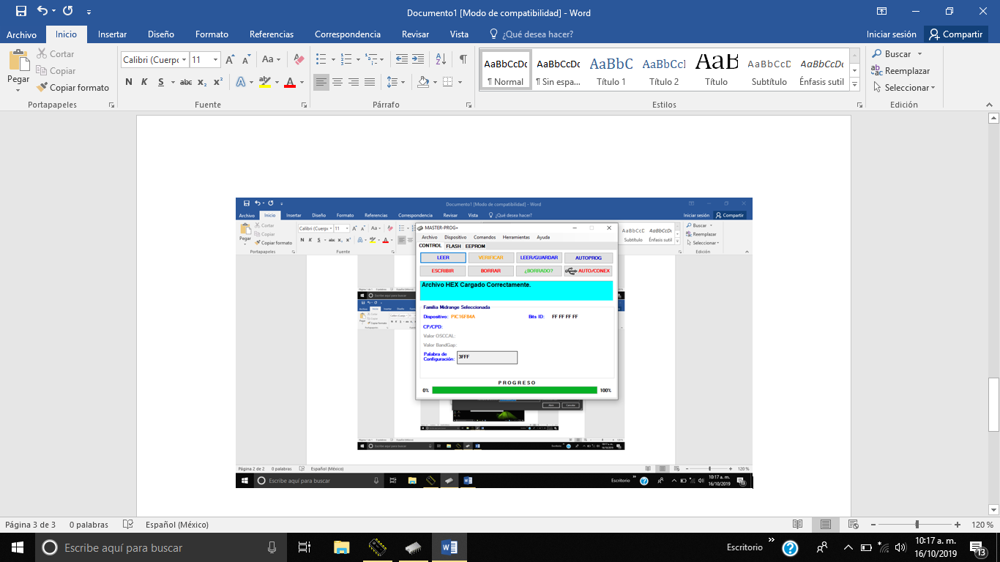 Documento1 [Modo de compatibilidad] - Word
Archivo Inicio Insertar Diseño Formato Referencias Correspondencia Revisar Vista ¿Qué desea hacer? Iniciar sesión Compartir
Pegar Cortar Copiar Copiar formato
Calibri (Cuerpo 11 Aa
N K S abc x₂ x² A ab A
AaBbCcDc AaBbCcDc AaBbC AaBbCc AaB AaBbCcD AaBbCcDc
¶ Normal ¶ Sin espa... Título 1 Título 2 Título Subtítulo Énfasis sutil
Buscar
Reemplazar
Seleccionar
Portapapeles Fuente Párrafo Estilos Edición
Documento1 [Modo de compatibilidad] - Word
Archivo Inicio Insertar Diseño Formato Referencias Correspondencia Revisar Vista ¿Qué desea hacer? Iniciar sesión Compartir
Pegar Cortar Copiar Copiar formato
Calibri (Cuerpo 11 Aa
N K S abc x₂ x²
AaBbCcD AaBbCcDc
Subtítulo Énfasis sutil
Buscar
Reemplazar
Seleccionar
Portapapeles Fuente Edición
MASTER-PROG+
Archivo Dispositivo Comandos Herramientas Ayuda
CONTROL FLASH EEPROM
LEER VERIFICAR LEER/GUARDAR AUTOPROG
ESCRIBIR BORRAR ¿BORRADO? AUTO/CONEX
Archivo HEX Cargado Correctamente.
Familia Midrange Seleccionada
Dispositivo: PIC16F84A Bits ID: FF FF FF FF
CP/CPD:
Valor OSCCAL:
Valor BandGap:
Palabra de
Configuración: 3FFF
PROGRESO
0% 100%
Página 2 de 2 0 palabras Español (México) 120 %
Escribe aquí para buscar Escritorio 10:17 a. m.
16/10/2019
13
Página 3 de 3 0 palabras Español (México) 120 %
Escribe aquí para buscar Escritorio 10:17 a. m.
16/10/2019
13